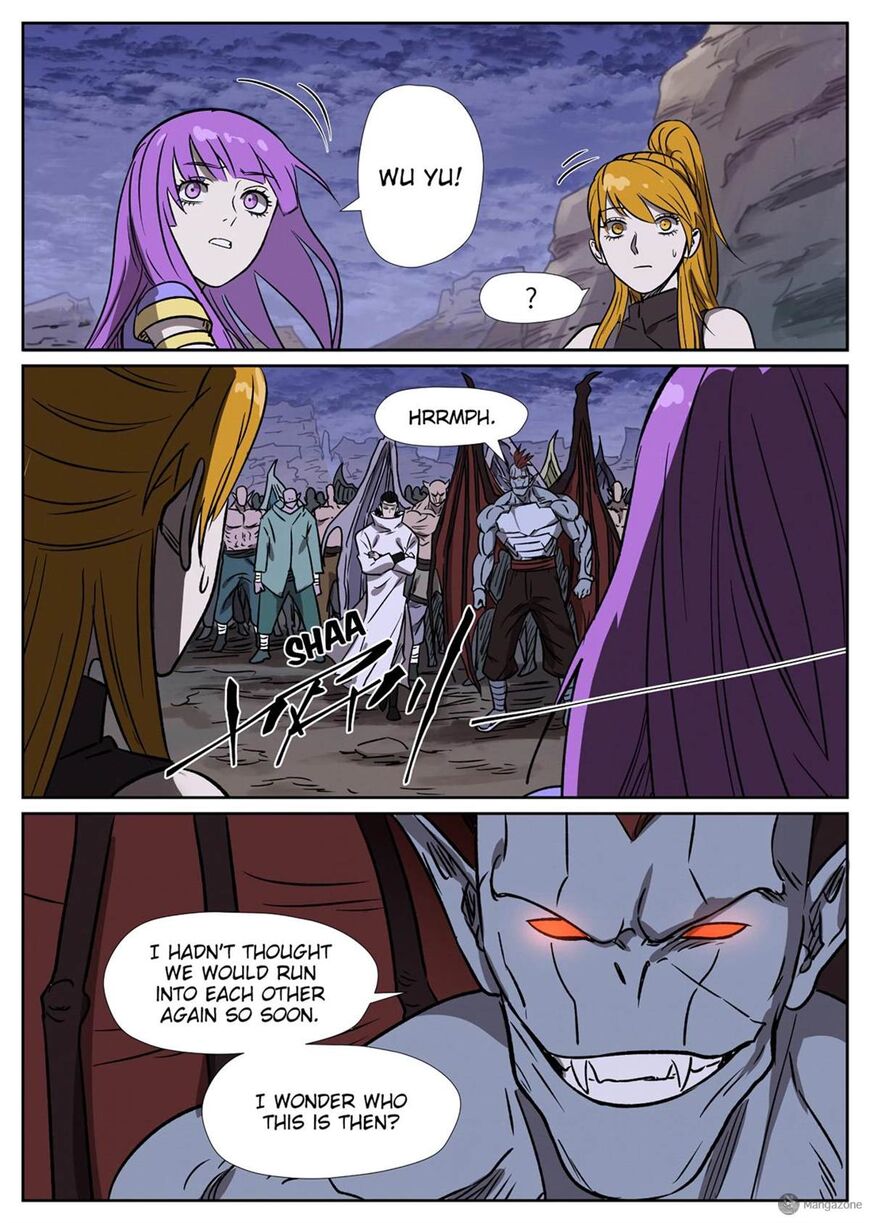 WU YU!
?
HRRMPH.
SHAA
I HADN'T THOUGHT
WE WOULD RUN
INTO EACH OTHER
AGAIN SO SOON.
I WONDER WHO
THIS IS THEN?
Mangazone